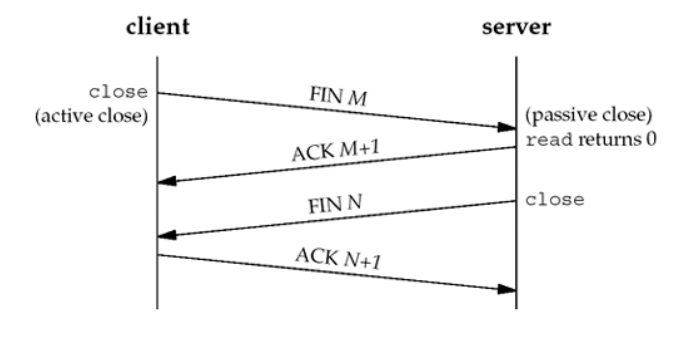 client
server
close
(active close)
FIN M
(passive close)
read returns 0
ACK M+1
FIN N
close
ACK N+1